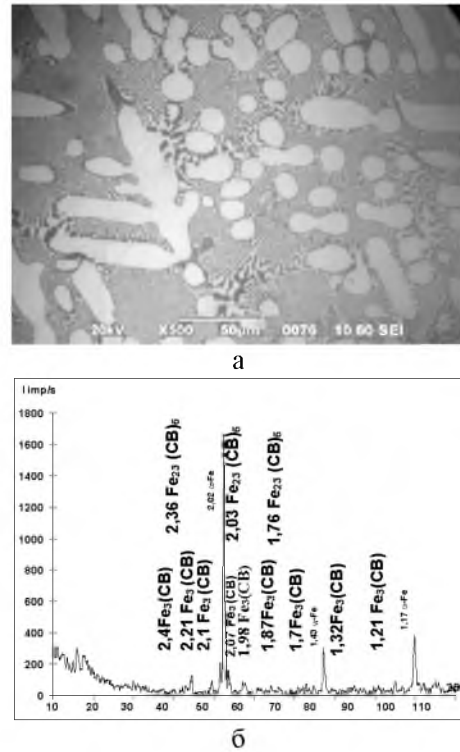 20kV X500 50µm 0076 10 60 SEI
а
I imp/s
1800
1600
1400
1200
1000
800
600
400
200
0
2,4Fe₃(CB)
2,36 Fe₂₃ (CB)₆
2,21 Fe₃ (CB)
2,1 Fe₃ (CB)
2,02 α-Fe
2,03 Fe₂₃ (CB)₆
2,07 Fe₃ (CB)
1,98 Fe₃(CB)
1,87Fe₃(CB)
1,76 Fe₂₃ (CB)₆
1,7Fe₃(CB)
1,43 α-Fe
1,32Fe₃(CB)
1,21 Fe₃ (CB)
1,17 α-Fe
10 20 30 40 50 60 70 80 90 100 110
б